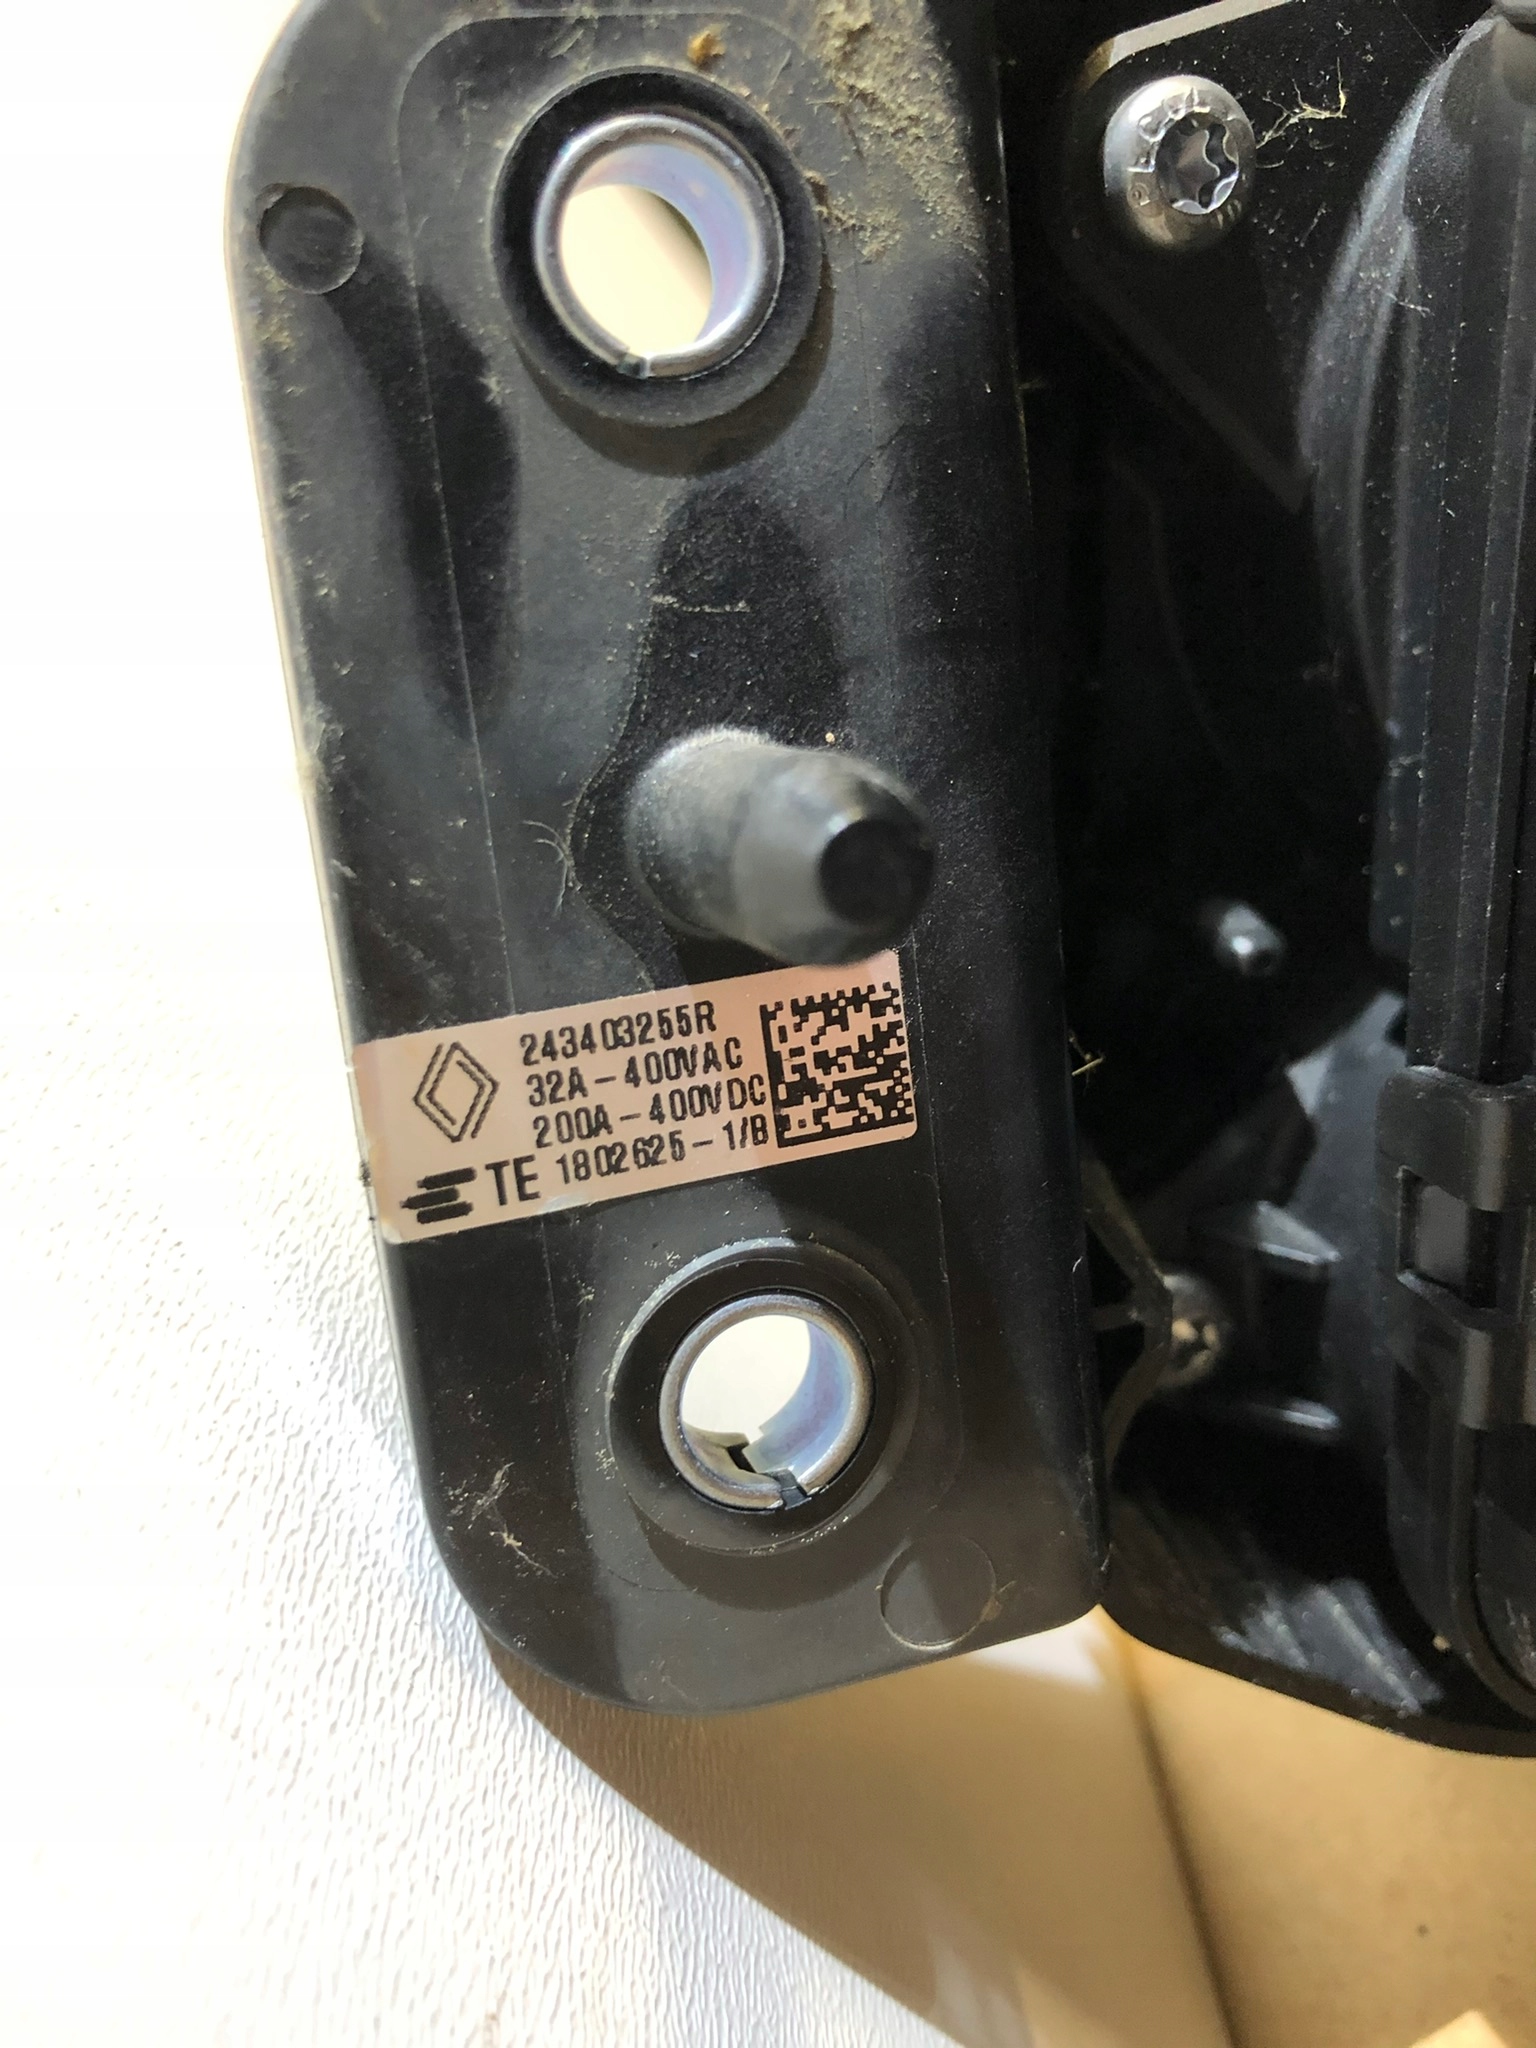 243403255R
32A-400VAC
200A-400VDC
TE 1802625-1/B